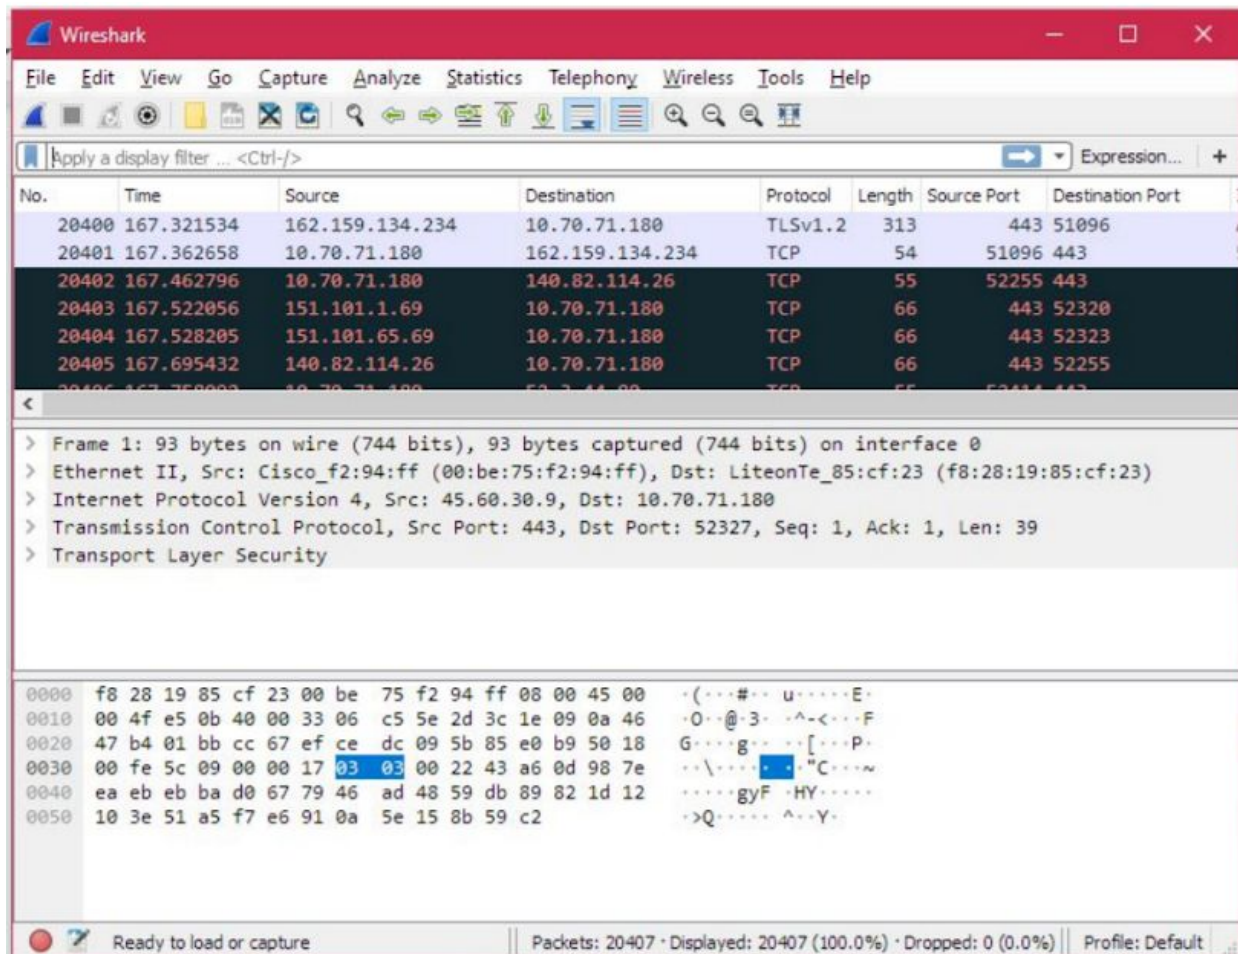 Wireshark
File Edit View Go Capture Analyze Statistics Telephony Wireless Tools Help
Apply a display filter ... <Ctrl-/> Expression... +
No. Time Source Destination Protocol Length Source Port Destination Port
20400 167.321534 162.159.134.234 10.70.71.180 TLSv1.2 313 443 51096
20401 167.362658 10.70.71.180 162.159.134.234 TCP 54 51096 443
20402 167.462796 10.70.71.180 140.82.114.26 TCP 55 52255 443
20403 167.522056 151.101.1.69 10.70.71.180 TCP 66 443 52320
20404 167.528205 151.101.65.69 10.70.71.180 TCP 66 443 52323
20405 167.695432 140.82.114.26 10.70.71.180 TCP 66 443 52255
> Frame 1: 93 bytes on wire (744 bits), 93 bytes captured (744 bits) on interface 0
> Ethernet II, Src: Cisco_f2:94:ff (00:be:75:f2:94:ff), Dst: LiteonTe_85:cf:23 (f8:28:19:85:cf:23)
> Internet Protocol Version 4, Src: 45.60.30.9, Dst: 10.70.71.180
> Transmission Control Protocol, Src Port: 443, Dst Port: 52327, Seq: 1, Ack: 1, Len: 39
> Transport Layer Security
0000 f8 28 19 85 cf 23 00 be 75 f2 94 ff 08 00 45 00 ·(···#·· u·····E·
0010 00 4f e5 0b 40 00 33 06 c5 5e 2d 3c 1e 09 0a 46 ·O··@·3· ·^-<···F
0020 47 b4 01 bb cc 67 ef ce dc 09 5b 85 e0 b9 50 18 G····g·· ··[···P·
0030 00 fe 5c 09 00 00 17 03 03 00 22 43 a6 0d 98 7e ··\····· ··"C···~
0040 ea eb eb ba d0 67 79 46 ad 48 59 db 89 82 1d 12 ·····gyF ·HY·····
0050 10 3e 51 a5 f7 e6 91 0a 5e 15 8b 59 c2 ·>Q····· ^··Y·
Ready to load or capture Packets: 20407 · Displayed: 20407 (100.0%) · Dropped: 0 (0.0%) Profile: Default